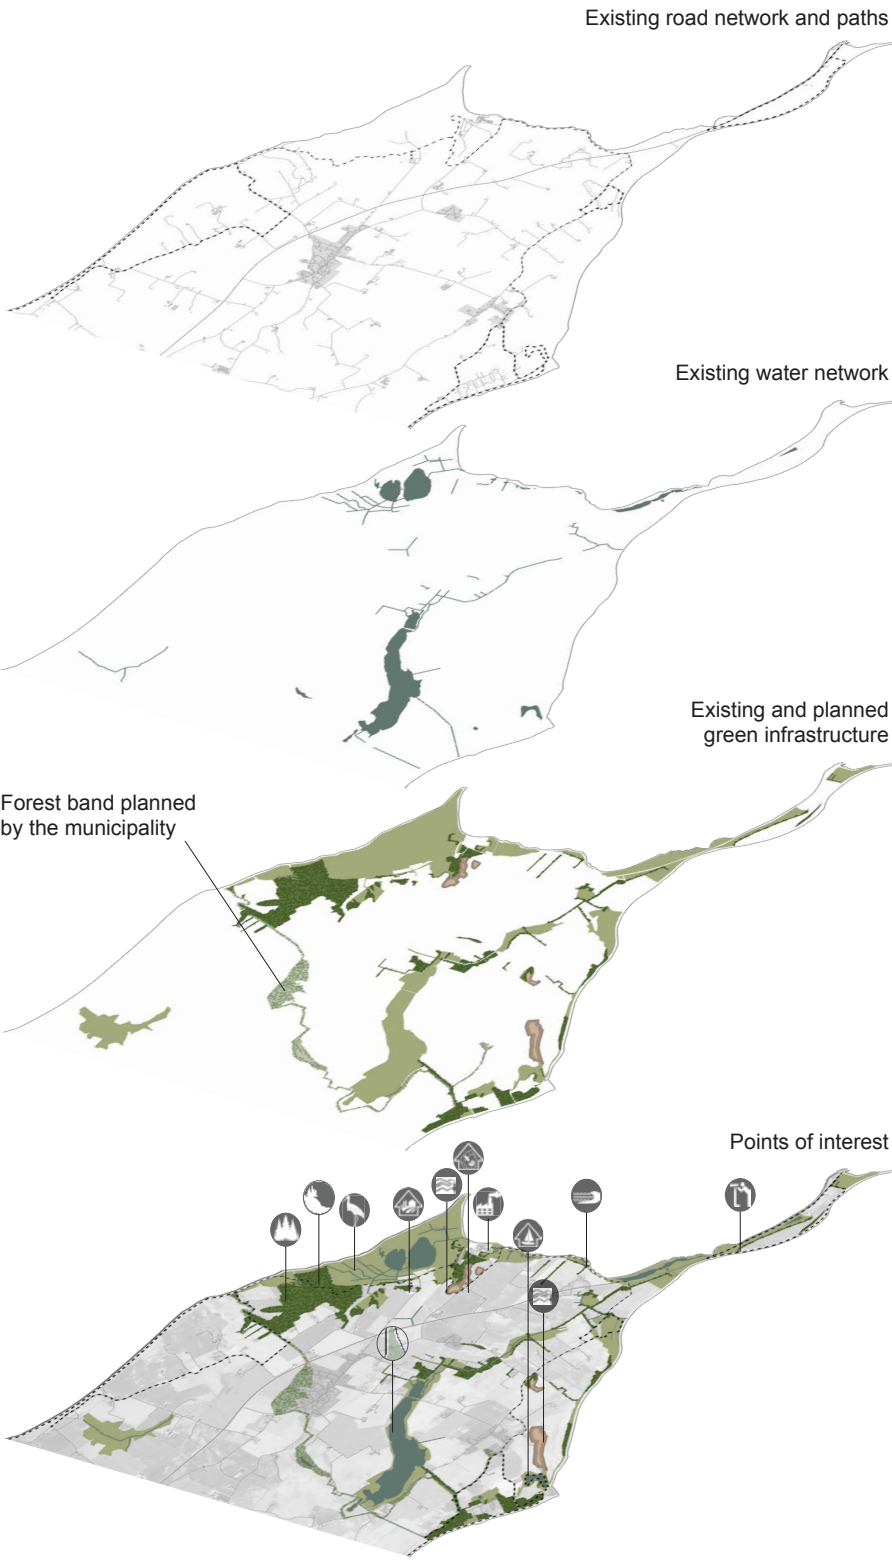 Existing road network and paths
Existing water network
Existing and planned
green infrastructure
Forest band planned
by the municipality
Points of interest